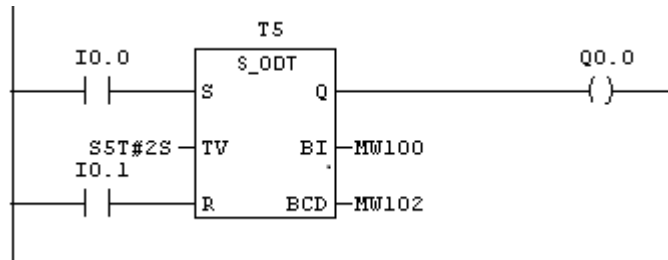 T5
I0.0 S_ODT Q0.0
S Q
S5T#2S TV BI MW100
I0.1
R BCD MW102